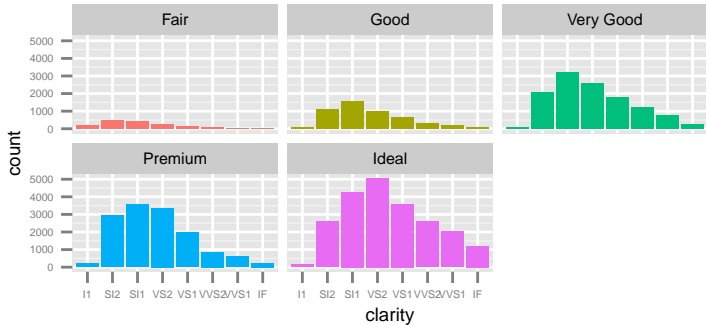 Fair Good Very Good
5000
4000
3000
2000
1000
0
count
Premium Ideal
5000
4000
3000
2000
1000
0
I1 SI2 SI1 VS2 VS1 VVS2 VVS1 IF I1 SI2 SI1 VS2 VS1 VVS2 VVS1 IF
clarity